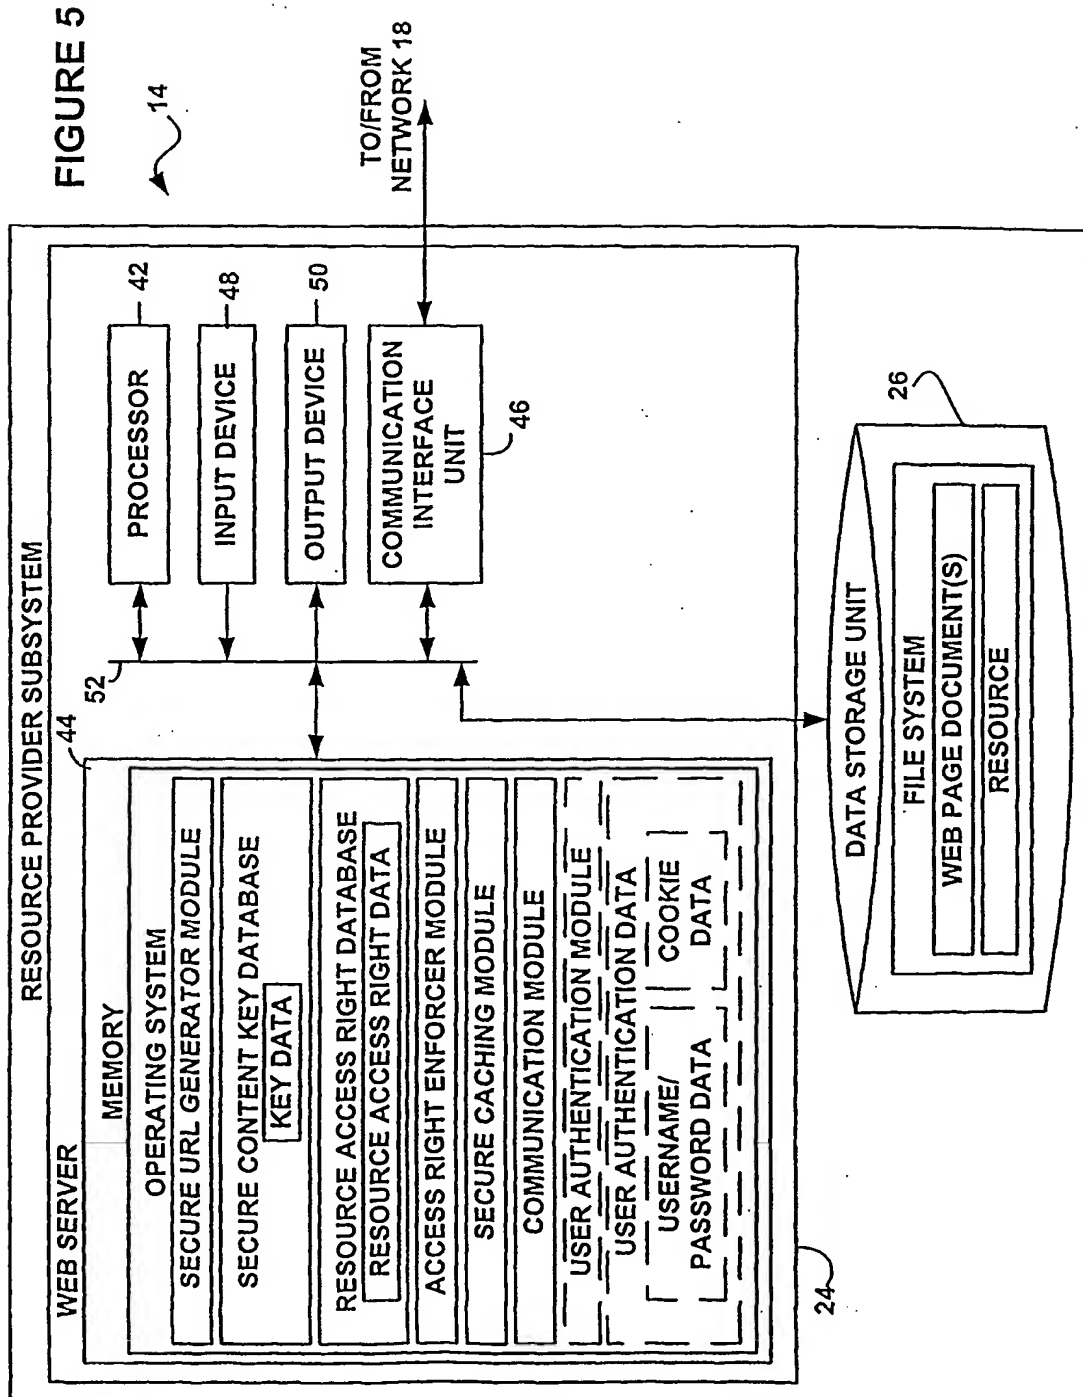 FIGURE 5
14
RESOURCE PROVIDER SUBSYSTEM
WEB SERVER
44
MEMORY
OPERATING SYSTEM
SECURE URL GENERATOR MODULE
SECURE CONTENT KEY DATABASE
KEY DATA
RESOURCE ACCESS RIGHT DATABASE
RESOURCE ACCESS RIGHT DATA
ACCESS RIGHT ENFORCER MODULE
SECURE CACHING MODULE
COMMUNICATION MODULE
USER AUTHENTICATION MODULE
USER AUTHENTICATION DATA
USERNAME/
PASSWORD DATA
COOKIE
DATA
24
52
PROCESSOR
42
INPUT DEVICE
48
OUTPUT DEVICE
50
COMMUNICATION
INTERFACE
UNIT
46
TO/FROM
NETWORK 18
DATA STORAGE UNIT
26
FILE SYSTEM
WEB PAGE DOCUMENT(S)
RESOURCE